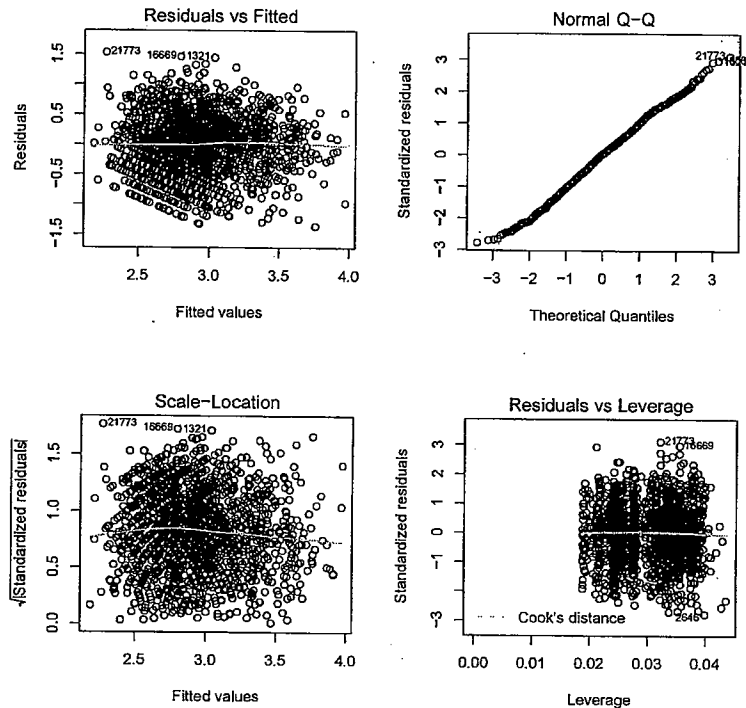 Residuals vs Fitted
21773
16669
1321
Residuals
1.5
0.5
−0.5
−1.5
2.5 3.0 3.5 4.0
Fitted values
Normal Q−Q
21773
Standardized residuals
3
2
1
0
−1
−2
−3
−3 −2 −1 0 1 2 3
Theoretical Quantiles
Scale−Location
21773
16669
1321
√|Standardized residuals|
1.5
1.0
0.5
0.0
2.5 3.0 3.5 4.0
Fitted values
Residuals vs Leverage
21773
16669
Standardized residuals
3
2
1
0
−1
−3
Cook's distance
2646
0.00 0.01 0.02 0.03 0.04
Leverage